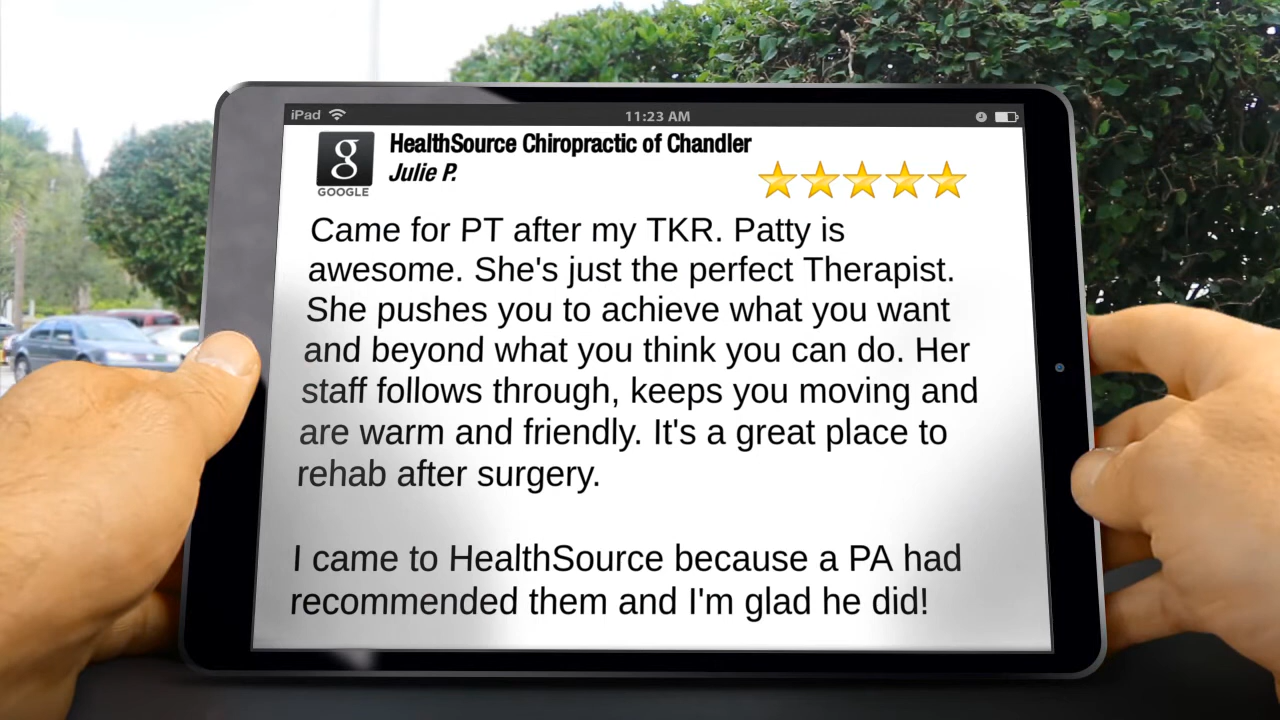 iPad 11:23 AM
g
GOOGLE
HealthSource Chiropractic of Chandler
Julie P.
Came for PT after my TKR. Patty is
awesome. She's just the perfect Therapist.
She pushes you to achieve what you want
and beyond what you think you can do. Her
staff follows through, keeps you moving and
are warm and friendly. It's a great place to
rehab after surgery.
I came to HealthSource because a PA had
recommended them and I'm glad he did!